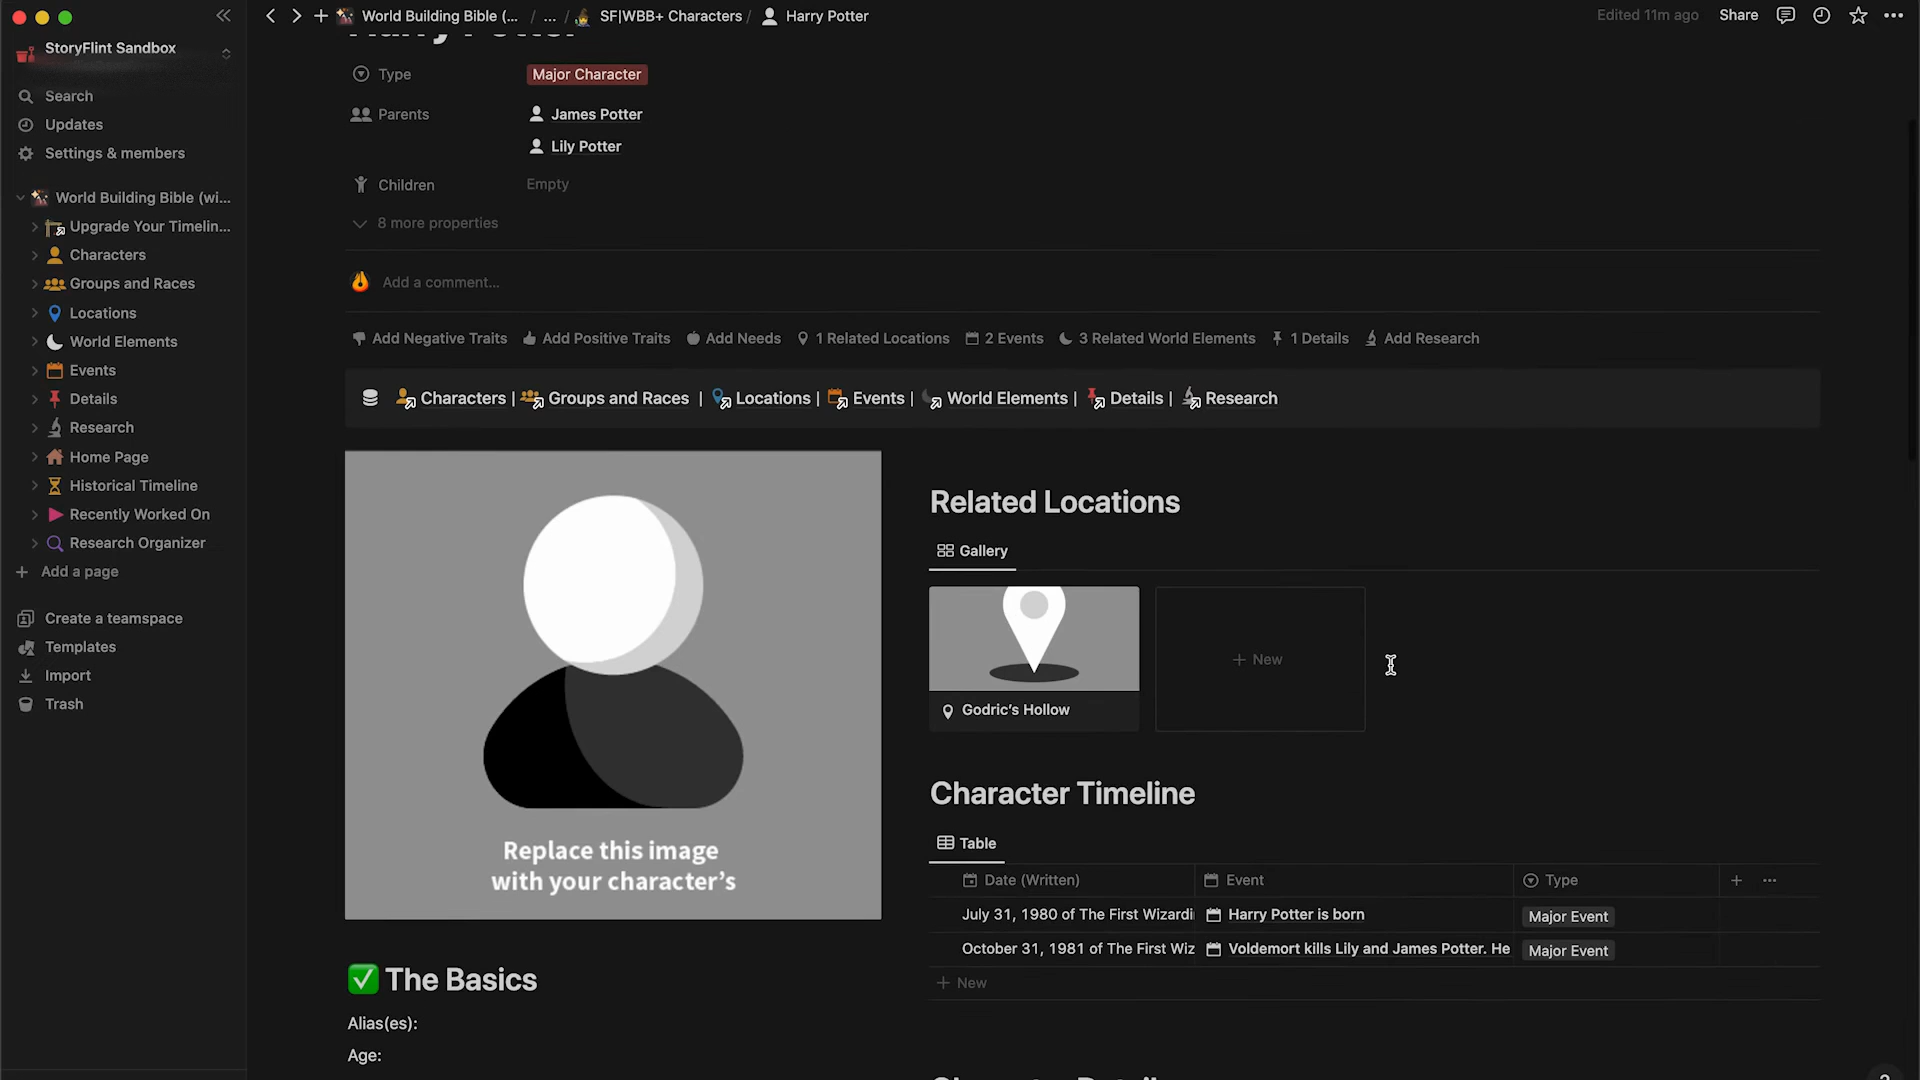 World Building Bible (... / ... SF|WBB+ Characters / Harry Potter
Edited 11m ago Share
StoryFlint Sandbox
Search
Updates
Settings & members
World Building Bible (wi...
Upgrade Your Timelin...
Characters
Groups and Races
Locations
World Elements
Events
Details
Research
Home Page
Historical Timeline
Recently Worked On
Research Organizer
Add a page
Create a teamspace
Templates
Import
Trash
Harry Potter
Type Major Character
Parents James Potter
Lily Potter
Children Empty
8 more properties
Add a comment...
Add Negative Traits Add Positive Traits Add Needs 1 Related Locations 2 Events 3 Related World Elements 1 Details Add Research
Characters | Groups and Races | Locations | Events | World Elements | Details | Research
Replace this image
with your character's
The Basics
Alias(es):
Age:
Related Locations
Gallery
Godric’s Hollow
+ New
Character Timeline
Table
Date (Written) Event Type
July 31, 1980 of The First Wizardi Harry Potter is born Major Event
October 31, 1981 of The First Wiz Voldemort kills Lily and James Potter. He Major Event
+ New